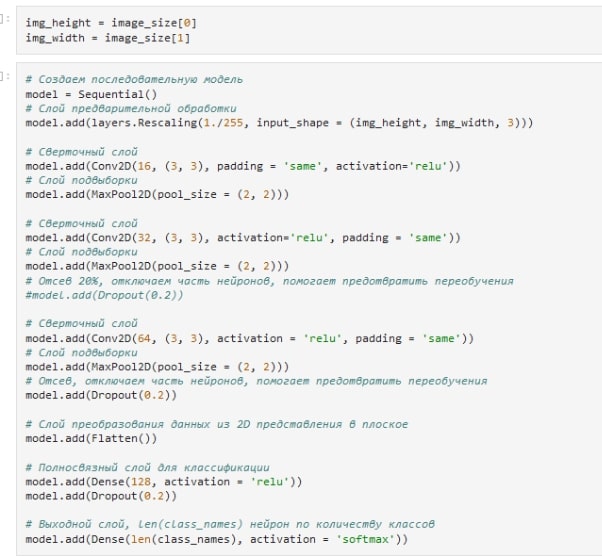 ]:
img_height = image_size[0]
img_width = image_size[1]
]:
# Создаем последовательную модель
model = Sequential()
# Слой предварительной обработки
model.add(layers.Rescaling(1./255, input_shape = (img_height, img_width, 3)))
# Сверточный слой
model.add(Conv2D(16, (3, 3), padding = 'same', activation='relu'))
# Слой подвыборки
model.add(MaxPool2D(pool_size = (2, 2)))
# Сверточный слой
model.add(Conv2D(32, (3, 3), activation='relu', padding = 'same'))
# Слой подвыборки
model.add(MaxPool2D(pool_size = (2, 2)))
# Отсев 20%, отключаем часть нейронов, помогает предотвратить переобучения
#model.add(Dropout(0.2))
# Сверточный слой
model.add(Conv2D(64, (3, 3), activation = 'relu', padding = 'same'))
# Слой подвыборки
model.add(MaxPool2D(pool_size = (2, 2)))
# Отсев, отключаем часть нейронов, помогает предотвратить переобучения
model.add(Dropout(0.2))
# Слой преобразования данных из 2D представления в плоское
model.add(Flatten())
# Полносвязный слой для классификации
model.add(Dense(128, activation = 'relu'))
model.add(Dropout(0.2))
# Выходной слой, len(class_names) нейрон по количеству классов
model.add(Dense(len(class_names), activation = 'softmax'))